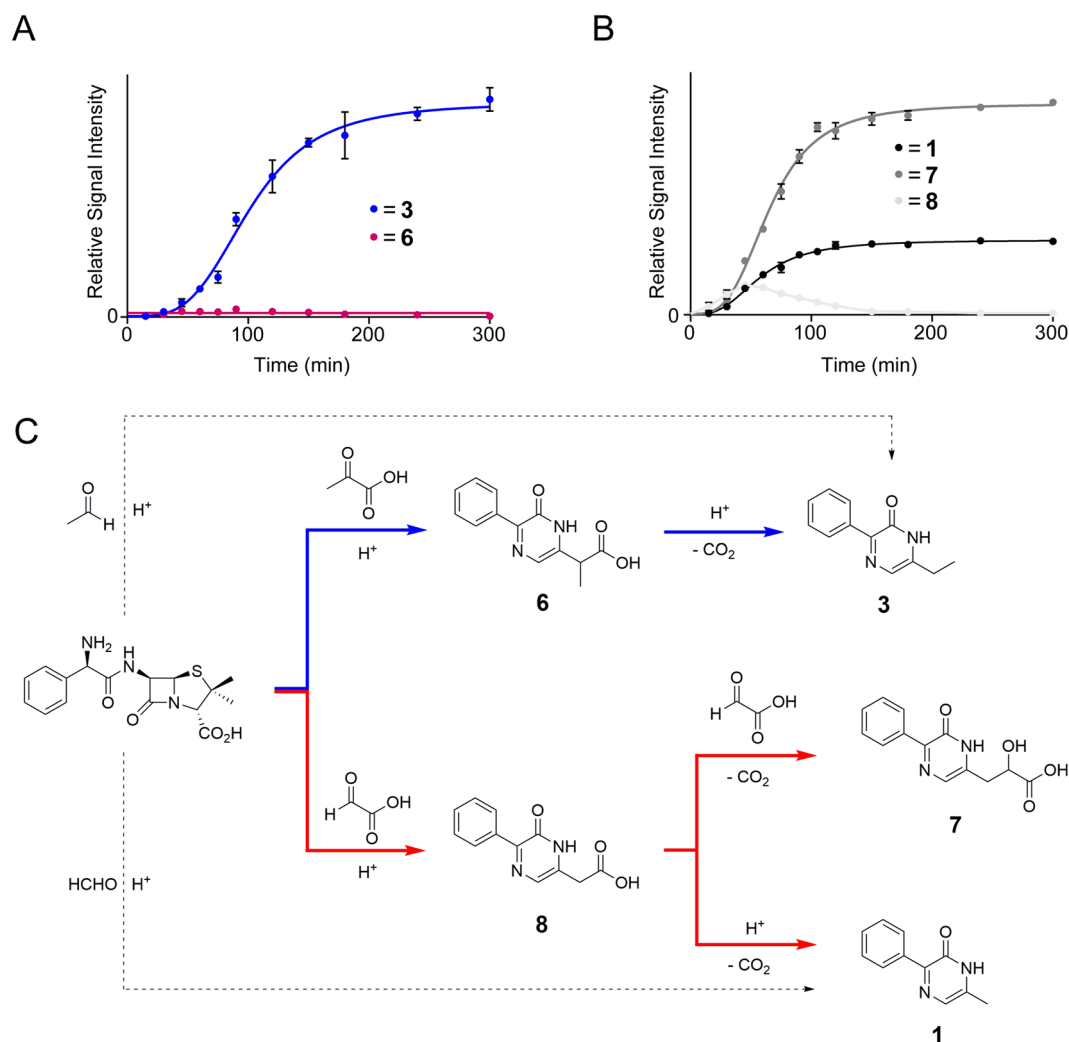 A
Relative Signal Intensity
0
0
100
200
300
Time (min)
= 3
= 6
B
Relative Signal Intensity
0
0
100
200
300
Time (min)
= 1
= 7
= 8
C
O
H
H⁺
O
OH
O
H⁺
O
NH
N
O
OH
6
H⁺
- CO₂
O
NH
N
3
NH₂
H
N
O
S
N
O
CO₂H
O
H
OH
O
H⁺
O
NH
N
O
OH
8
O
H
OH
O
- CO₂
O
NH
N
OH
O
OH
7
HCHO
H⁺
H⁺
- CO₂
O
NH
N
1